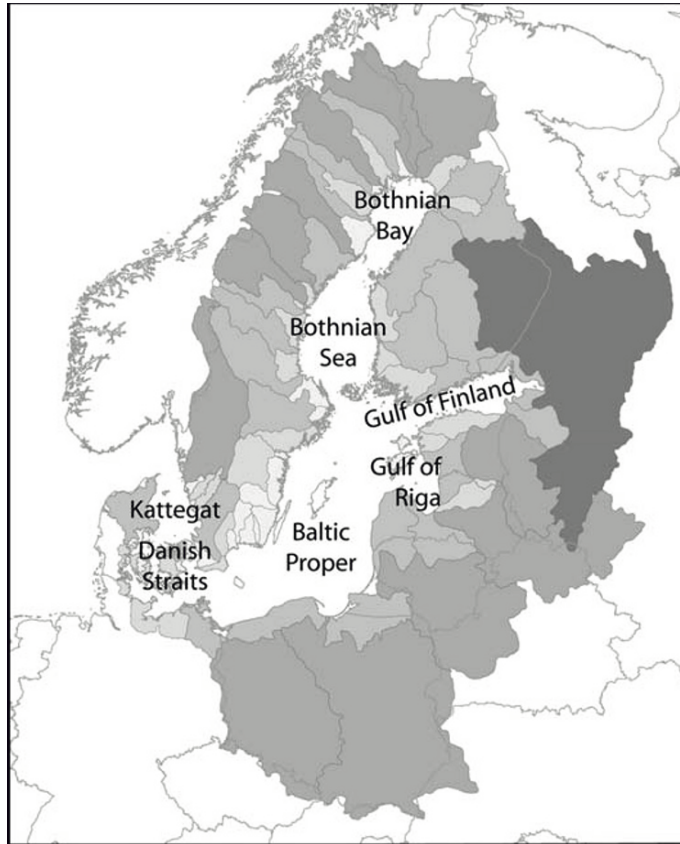 Bothnian
Bay
Bothnian
Sea
Gulf of Finland
Gulf of
Riga
Kattegat
Baltic
Proper
Danish
Straits